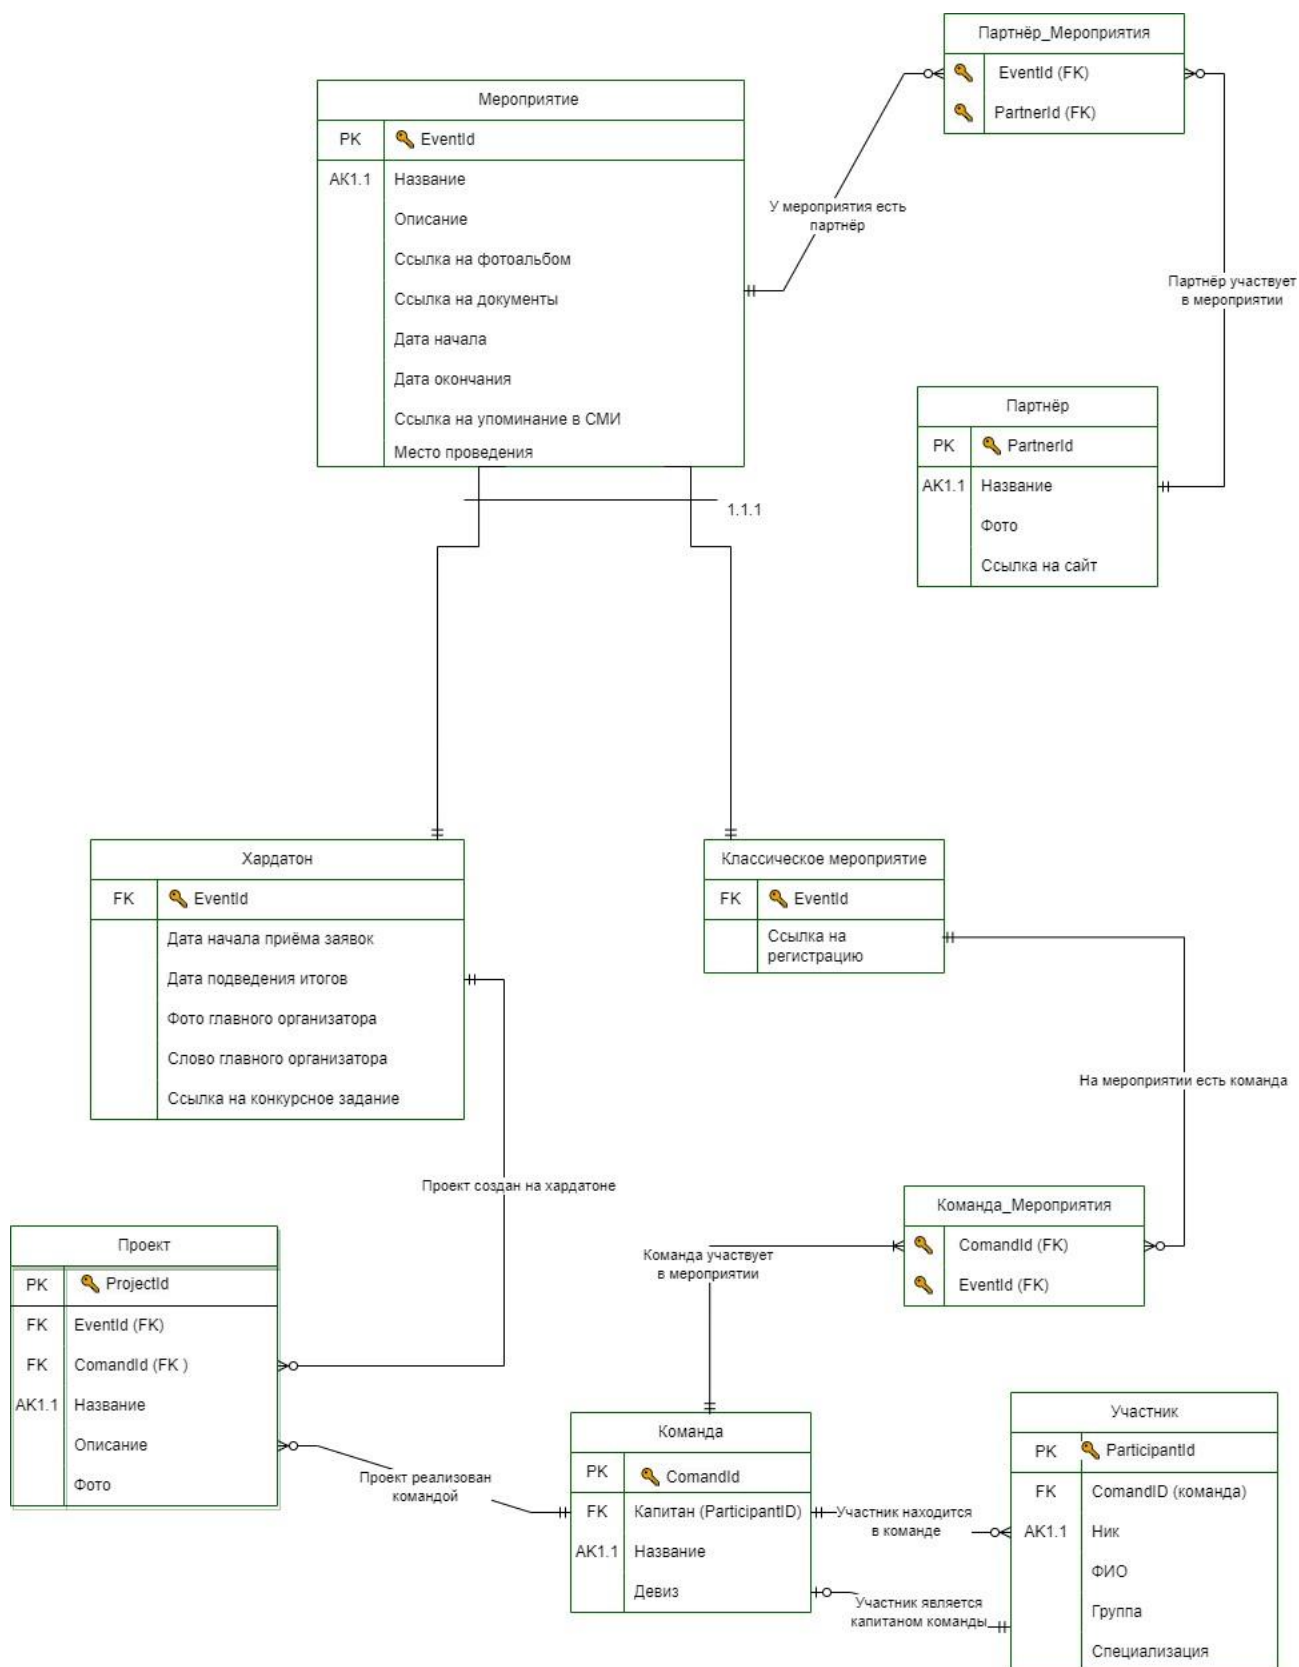 Партнёр_Мероприятия
EventId (FK)
PartnerId (FK)
Мероприятие
PK EventId
AK1.1 Название
Описание
Ссылка на фотоальбом
Ссылка на документы
Дата начала
Дата окончания
Ссылка на упоминание в СМИ
Место проведения
У мероприятия есть
партнёр
Партнёр участвует
в мероприятии
Партнёр
PK PartnerId
AK1.1 Название
Фото
Ссылка на сайт
1.1.1
Хардатон
FK EventId
Дата начала приёма заявок
Дата подведения итогов
Фото главного организатора
Слово главного организатора
Ссылка на конкурсное задание
Классическое мероприятие
FK EventId
Ссылка на
регистрацию
На мероприятии есть команда
Проект создан на хардатоне
Команда_Мероприятия
ComandId (FK)
EventId (FK)
Команда участвует
в мероприятии
Проект
PK ProjectId
FK EventId (FK)
FK ComandId (FK )
AK1.1 Название
Описание
Фото
Проект реализован
командой
Команда
PK ComandId
FK Капитан (ParticipantID)
AK1.1 Название
Девиз
Участник находится
в команде
Участник является
капитаном команды
Участник
PK ParticipantId
FK ComandID (команда)
AK1.1 Ник
ФИО
Группа
Специализация